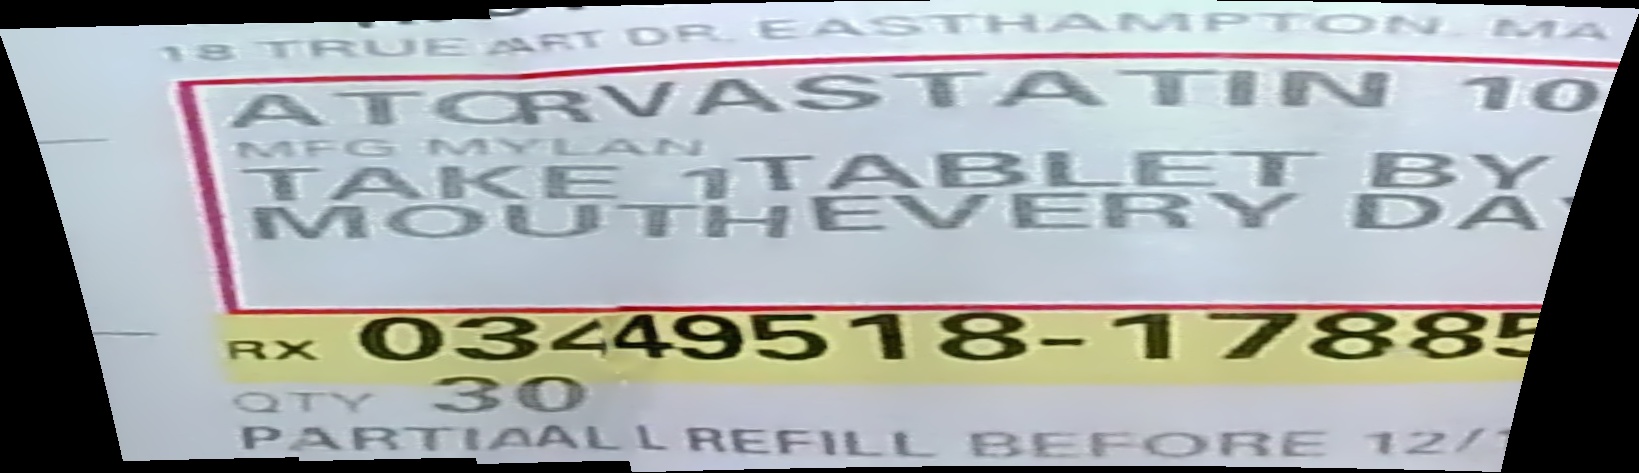 18 TRUE ART DR. EASTHAMPTON. MA
ATORVASTATIN 10
MFG MYLAN
TAKE 1 TABLET BY
MOUTH EVERY DA
RX 0349518-17885
QTY 30
PARTIAL REFILL BEFORE 12/